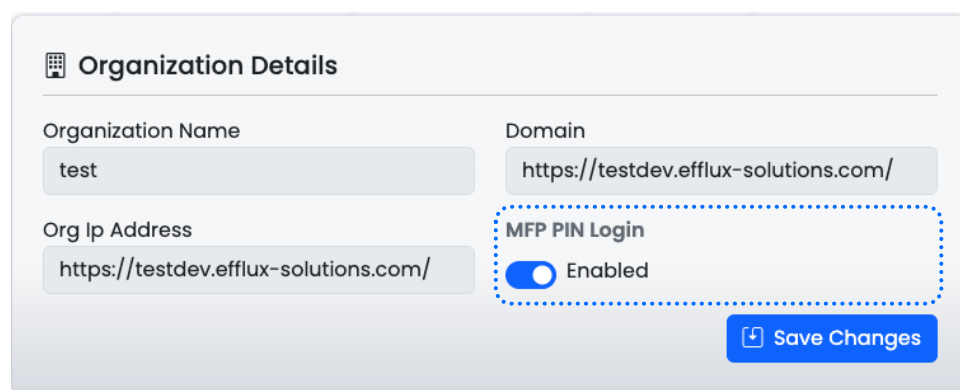 Organization Details
Organization Name
test
Domain
https://testdev.efflux-solutions.com/
Org Ip Address
https://testdev.efflux-solutions.com/
MFP PIN Login
Enabled
Save Changes